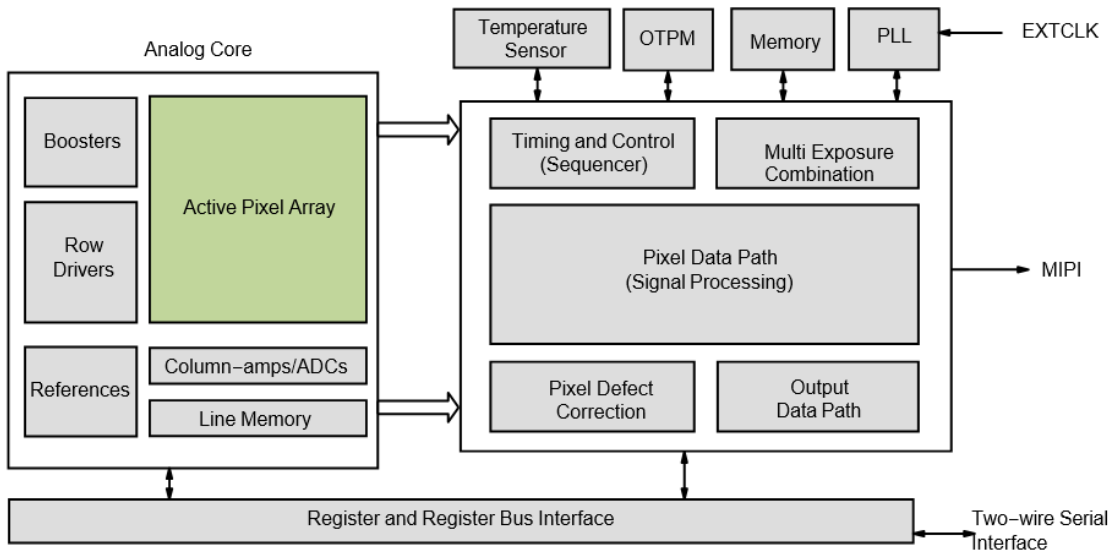 Analog Core
Boosters
Active Pixel Array
Row
Drivers
References
Column−amps/ADCs
Line Memory
Temperature
Sensor
OTPM
Memory
PLL
EXTCLK
Timing and Control
(Sequencer)
Multi Exposure
Combination
Pixel Data Path
(Signal Processing)
MIPI
Pixel Defect
Correction
Output
Data Path
Register and Register Bus Interface
Two−wire Serial
Interface